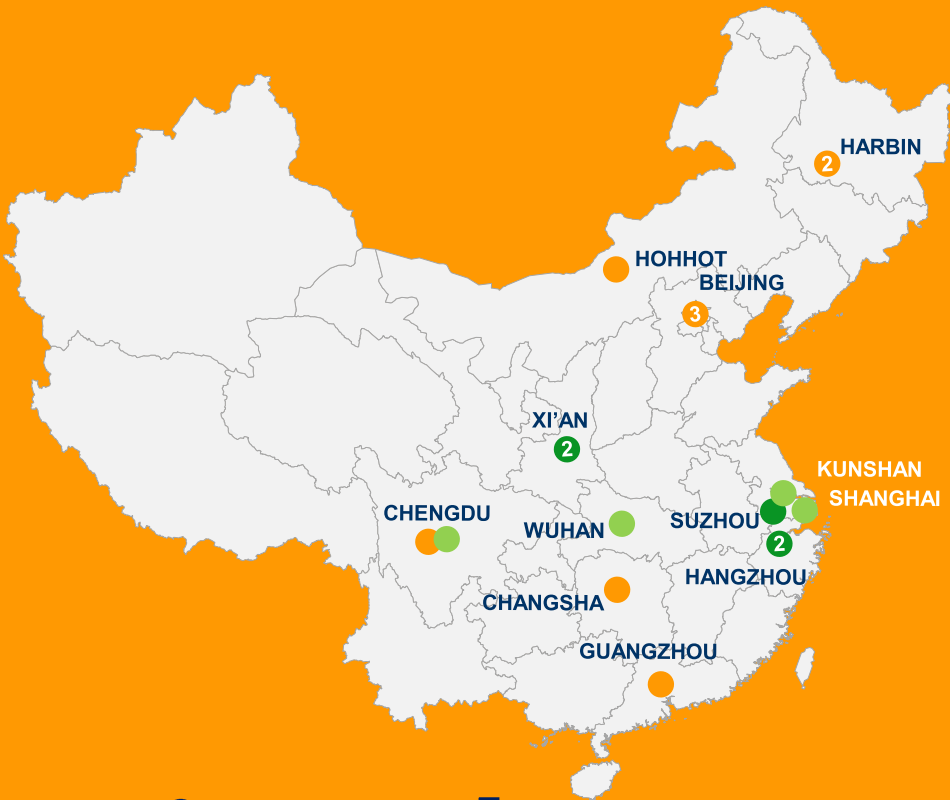 HARBIN
2
HOHHOT
BEIJING
3
XI'AN
2
KUNSHAN
SHANGHAI
CHENGDU
SUZHOU
WUHAN
2
HANGZHOU
CHANGSHA
GUANGZHOU